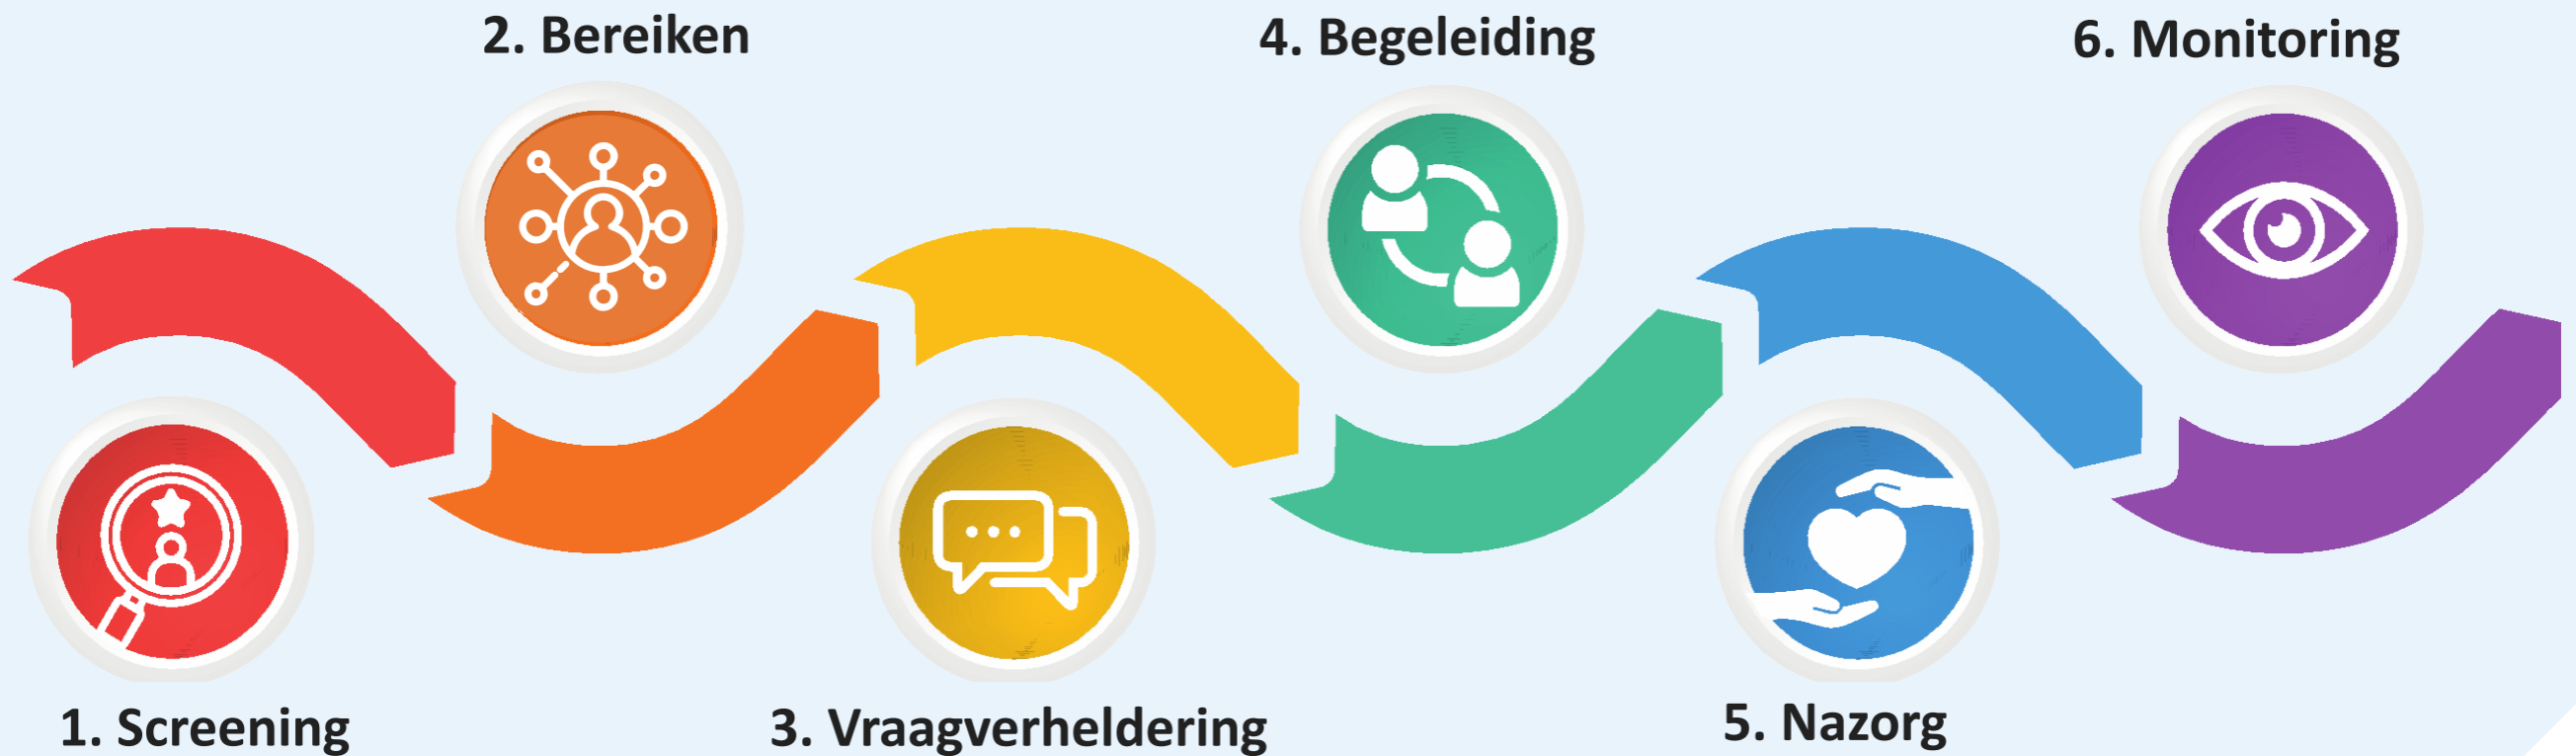 1. Screening
2. Bereiken
3. Vraagverheldering
4. Begeleiding
5. Nazorg
6. Monitoring